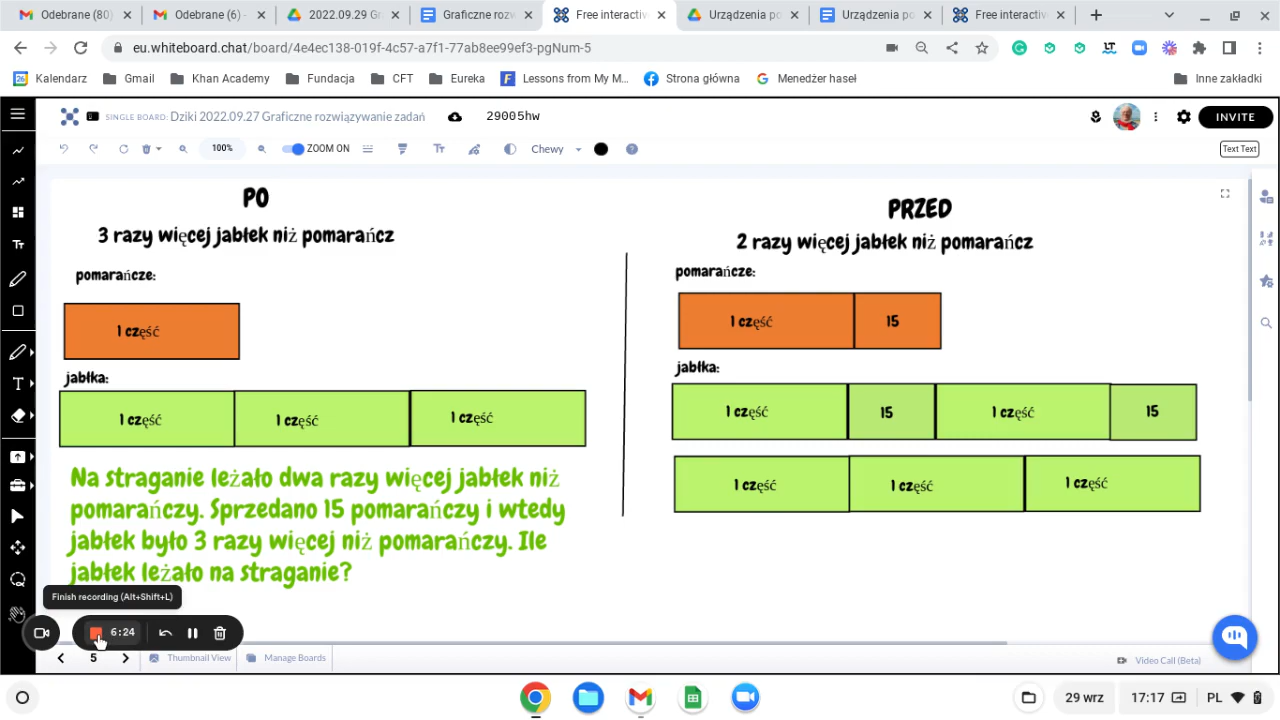 Odebrane (80)
Odebrane (6) -
2022.09.29 Gr
Graficzne rozw
Free interactiv
Urządzenia po
Urządzenia po
Free interactiv
eu.whiteboard.chat/board/4e4ec138-019f-4c57-a7f1-77ab8ee99ef3-pgNum-5
Kalendarz
Gmail
Khan Academy
Fundacja
CFT
Eureka
Lessons from My M...
Strona główna
Menedżer haseł
Inne zakładki
SINGLE BOARD: Dziki 2022.09.27 Graficzne rozwiązywanie zadań
29005hw
INVITE
100%
ZOOM ON
Chewy
Text Text
PO
3 razy więcej jabłek niż pomarańcz
pomarańcze:
1 część
jabłka:
1 część
1 część
1 część
Na straganie leżało dwa razy więcej jabłek niż
pomarańczy. Sprzedano 15 pomarańczy i wtedy
jabłek było 3 razy więcej niż pomarańczy. Ile
jabłek leżało na straganie?
PRZED
2 razy więcej jabłek niż pomarańcz
pomarańcze:
1 część
15
jabłka:
1 część
15
1 część
15
1 część
1 część
1 część
Finish recording (Alt+Shift+L)
6:24
5
Thumbnail View
Manage Boards
Video Call (Beta)
29 wrz
17:17
PL